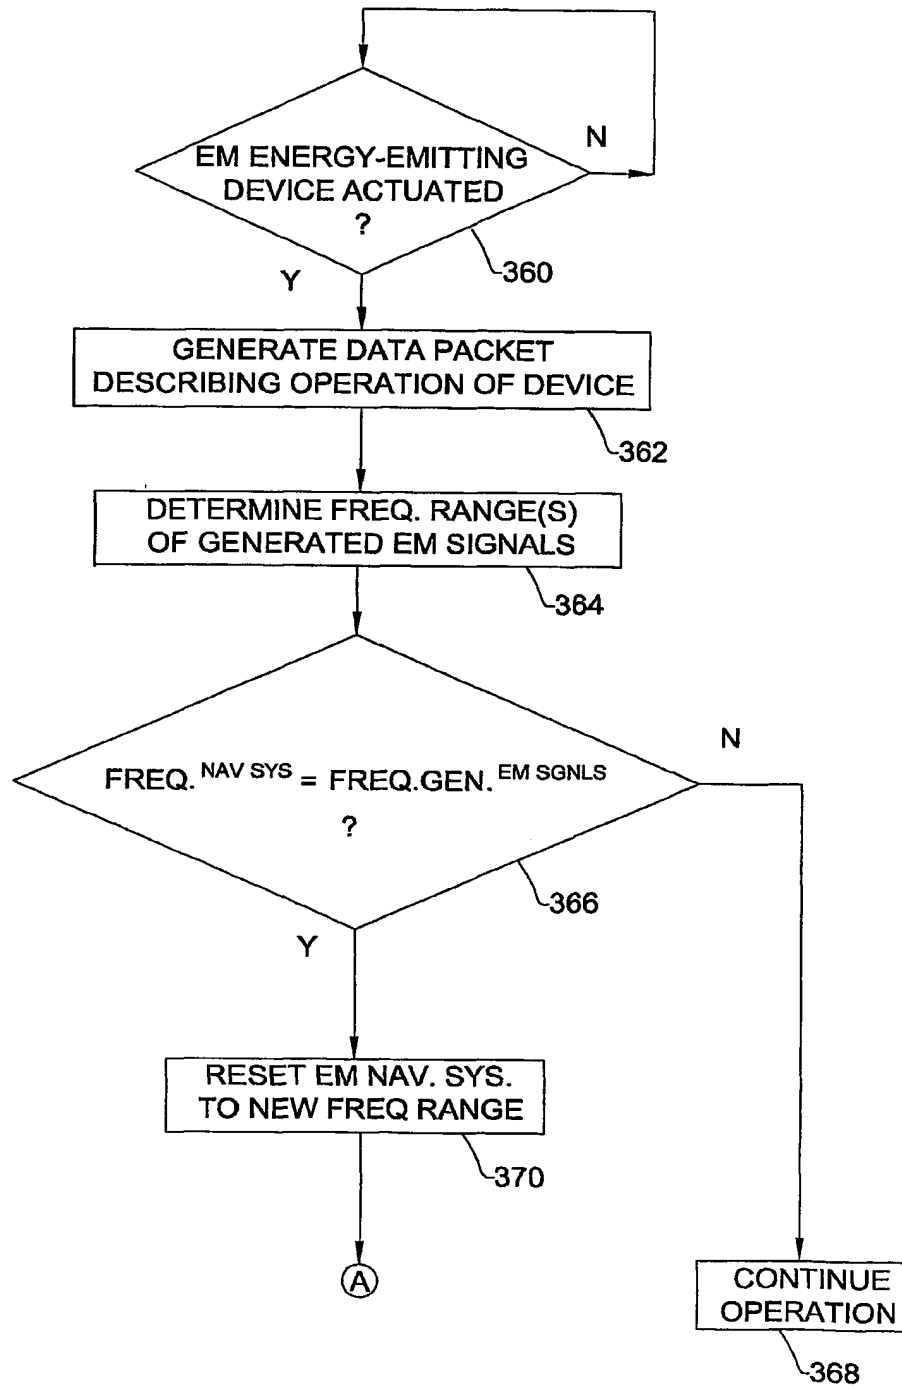 N
EM ENERGY-EMITTING
DEVICE ACTUATED
?
360
Y
GENERATE DATA PACKET
DESCRIBING OPERATION OF DEVICE
362
DETERMINE FREQ. RANGE(S)
OF GENERATED EM SIGNALS
364
N
FREQ. NAV SYS = FREQ.GEN. EM SGNLS
?
366
Y
RESET EM NAV. SYS.
TO NEW FREQ RANGE
370
A
CONTINUE
OPERATION
368